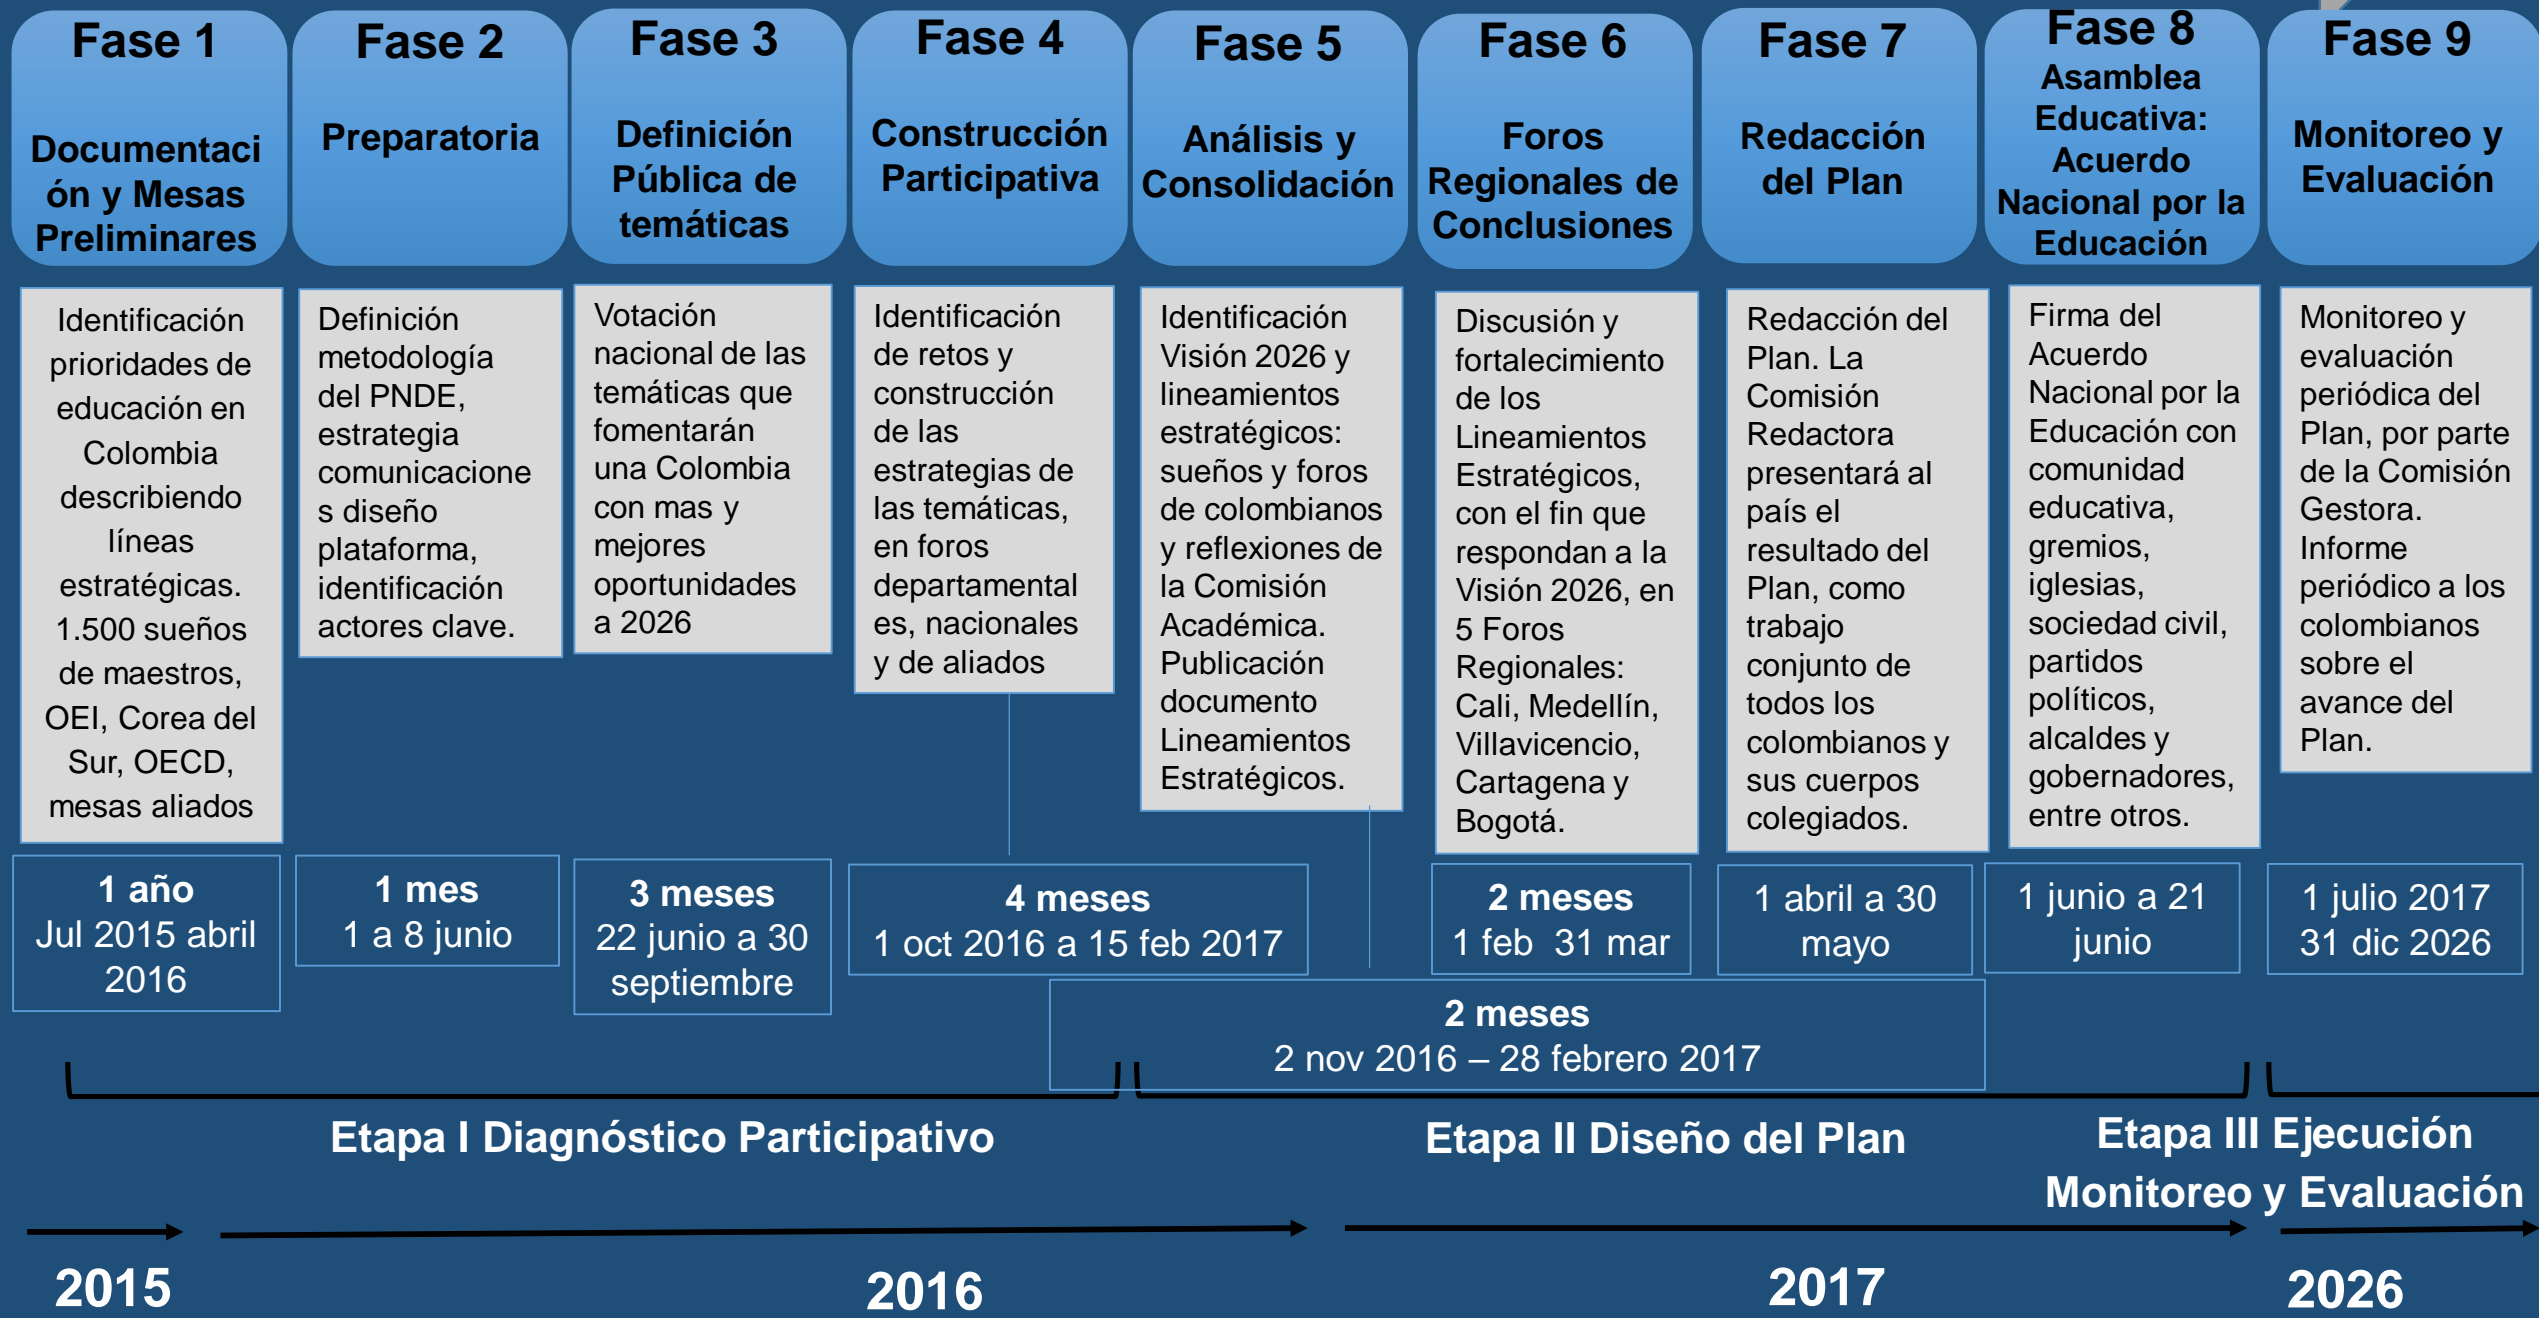 Fase 1
Documentaci
ón y Mesas
Preliminares
Fase 2
Preparatoria
Fase 3
Definición
Pública de
temáticas
Fase 4
Construcción
Participativa
Fase 5
Análisis y
Consolidación
Fase 6
Foros
Regionales de
Conclusiones
Fase 7
Redacción
del Plan
Fase 8
Asamblea
Educativa:
Acuerdo
Nacional por la
Educación
Fase 9
Monitoreo y
Evaluación
Identificación
prioridades de
educación en
Colombia
describiendo
líneas
estratégicas.
1.500 sueños
de maestros,
OEI, Corea del
Sur, OECD,
mesas aliados
Definición
metodología
del PNDE,
estrategia
comunicacione
s diseño
plataforma,
identificación
actores clave.
Votación
nacional de las
temáticas que
fomentarán
una Colombia
con mas y
mejores
oportunidades
a 2026
Identificación
de retos y
construcción
de las
estrategias de
las temáticas,
en foros
departamental
es, nacionales
y de aliados
Identificación
Visión 2026 y
lineamientos
estratégicos:
sueños y foros
de colombianos
y reflexiones de
la Comisión
Académica.
Publicación
documento
Lineamientos
Estratégicos.
Discusión y
fortalecimiento
de los
Lineamientos
Estratégicos,
con el fin que
respondan a la
Visión 2026, en
5 Foros
Regionales:
Cali, Medellín,
Villavicencio,
Cartagena y
Bogotá.
Redacción del
Plan. La
Comisión
Redactora
presentará al
país el
resultado del
Plan, como
trabajo
conjunto de
todos los
colombianos y
sus cuerpos
colegiados.
Firma del
Acuerdo
Nacional por la
Educación con
comunidad
educativa,
gremios,
iglesias,
sociedad civil,
partidos
políticos,
alcaldes y
gobernadores,
entre otros.
Monitoreo y
evaluación
periódica del
Plan, por parte
de la Comisión
Gestora.
Informe
periódico a los
colombianos
sobre el
avance del
Plan.
1 año
Jul 2015 abril
2016
1 mes
1 a 8 junio
3 meses
22 junio a 30
septiembre
4 meses
1 oct 2016 a 15 feb 2017
2 meses
1 feb 31 mar
1 abril a 30
mayo
1 junio a 21
junio
1 julio 2017
31 dic 2026
2 meses
2 nov 2016 – 28 febrero 2017
Etapa I Diagnóstico Participativo
Etapa II Diseño del Plan
Etapa III Ejecución
Monitoreo y Evaluación
2015
2016
2017
2026